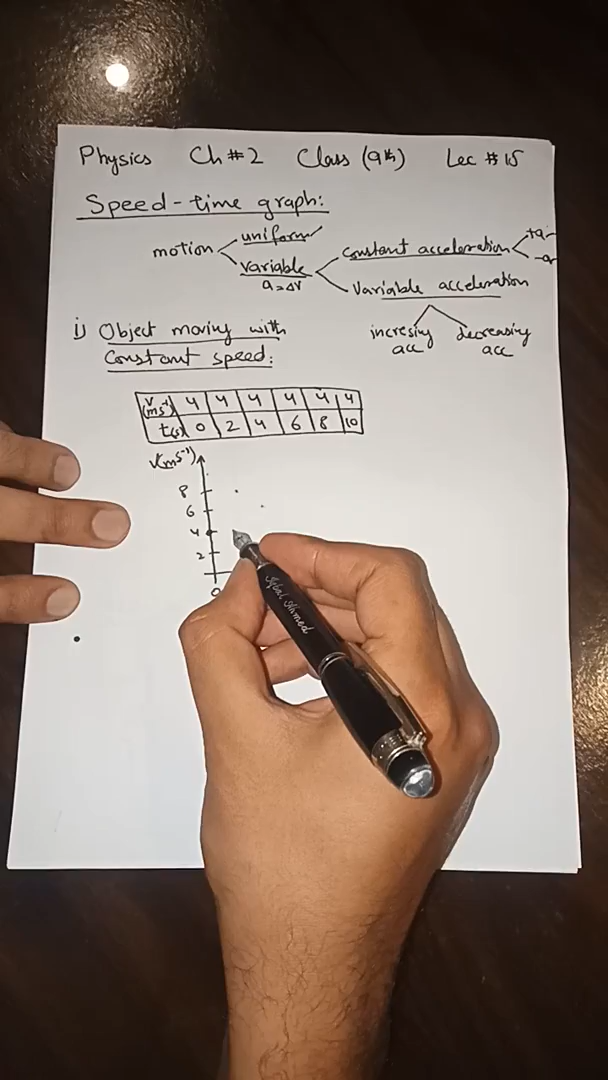 Physics Ch #2 Class (9th) Lec #15
Speed-time graph:
motion
uniform
variable
a=Δv
Constant acceleration
+a
-a
Variable acceleration
incresing acc
decreasing acc
i) Object moving with
Constant speed:
v(ms⁻¹) 4 4 4 4 4 4
t(s) 0 2 4 6 8 10
v(ms⁻¹)
8
6
4
2
0
Iqbal Ahmed